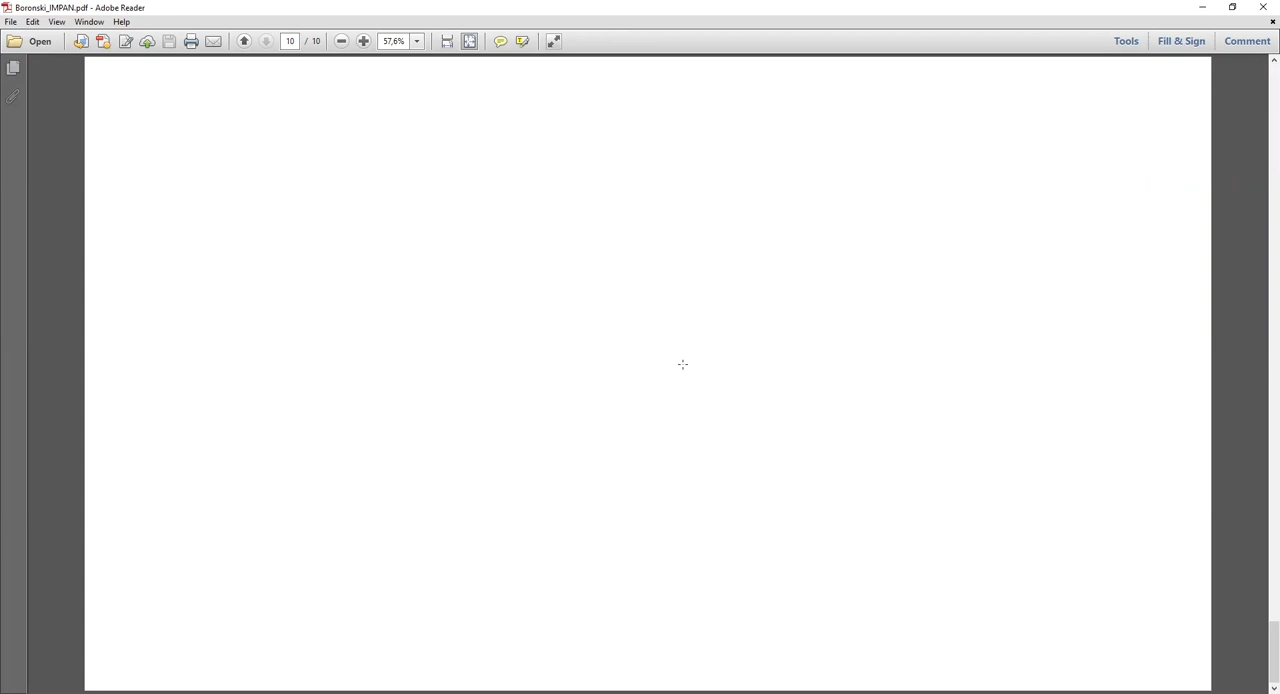 Boronski_IMPAN.pdf - Adobe Reader
File Edit View Window Help
Open 10 / 10 57,6% Tools Fill & Sign Comment